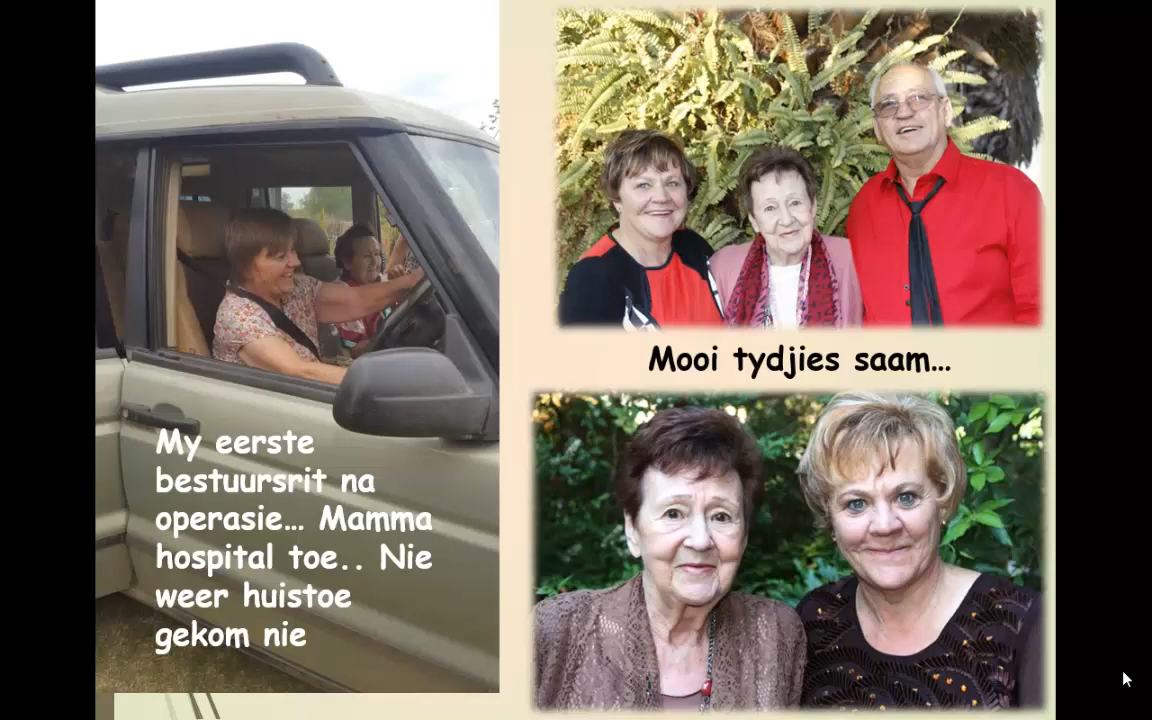 My eerste
bestuursrit na
operasie... Mamma
hospital toe.. Nie
weer huistoe
gekom nie
Mooi tydjies saam...